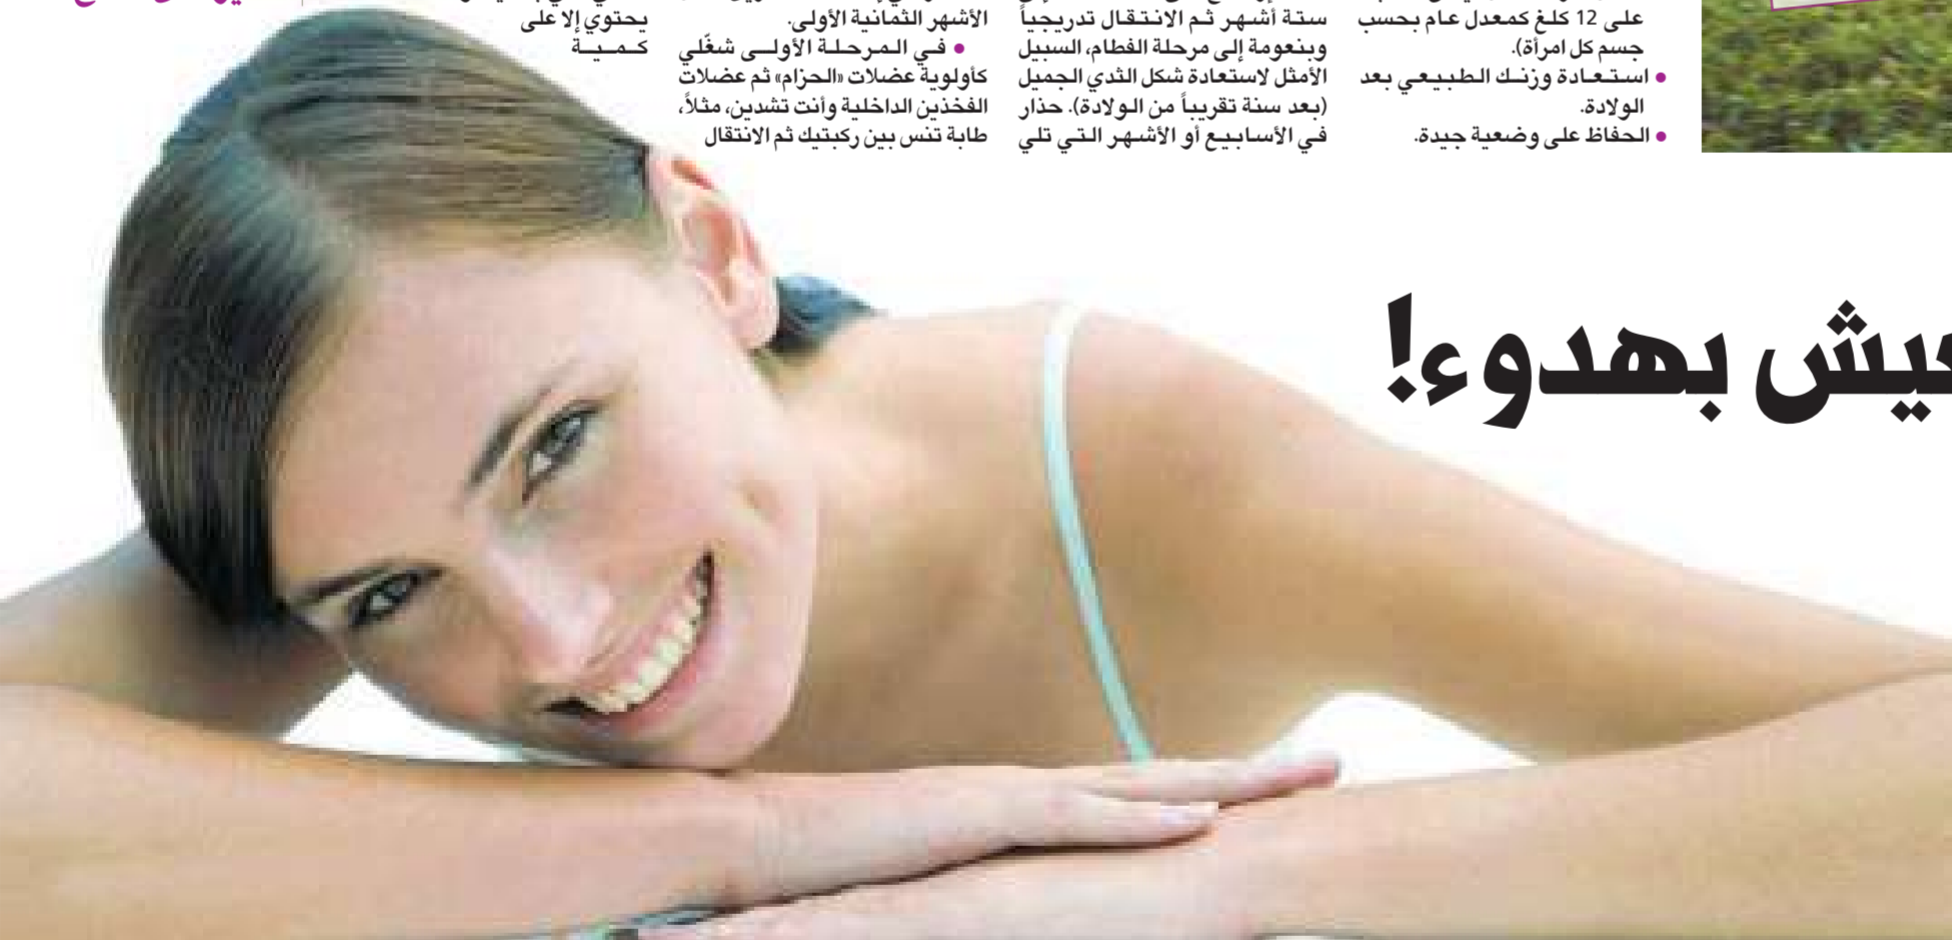 على 12 كلغ كمعدل عام بحسب
جسم كل امرأة).
• استعادة وزنك الطبيعي بعد
الولادة.
• الحفاظ على وضعية جيدة.
ستة أشهر ثم الانتقال تدريجياً
وبنعومة إلى مرحلة الفطام، السبيل
الأمثل لاستعادة شكل الثدي الجميل
(بعد سنة تقريباً من الولادة). حذار
في الأسابيع أو الأشهر التي تلي
الأشهر الثمانية الأولى.
• في المرحلة الأولى شغّلي
كأولوية عضلات «الحزام» ثم عضلات
الفخذين الداخلية وأنت تشدين، مثلاً،
طابة تنس بين ركبتيك ثم الانتقال
يحتوي إلا على
كمية
بهدوء!